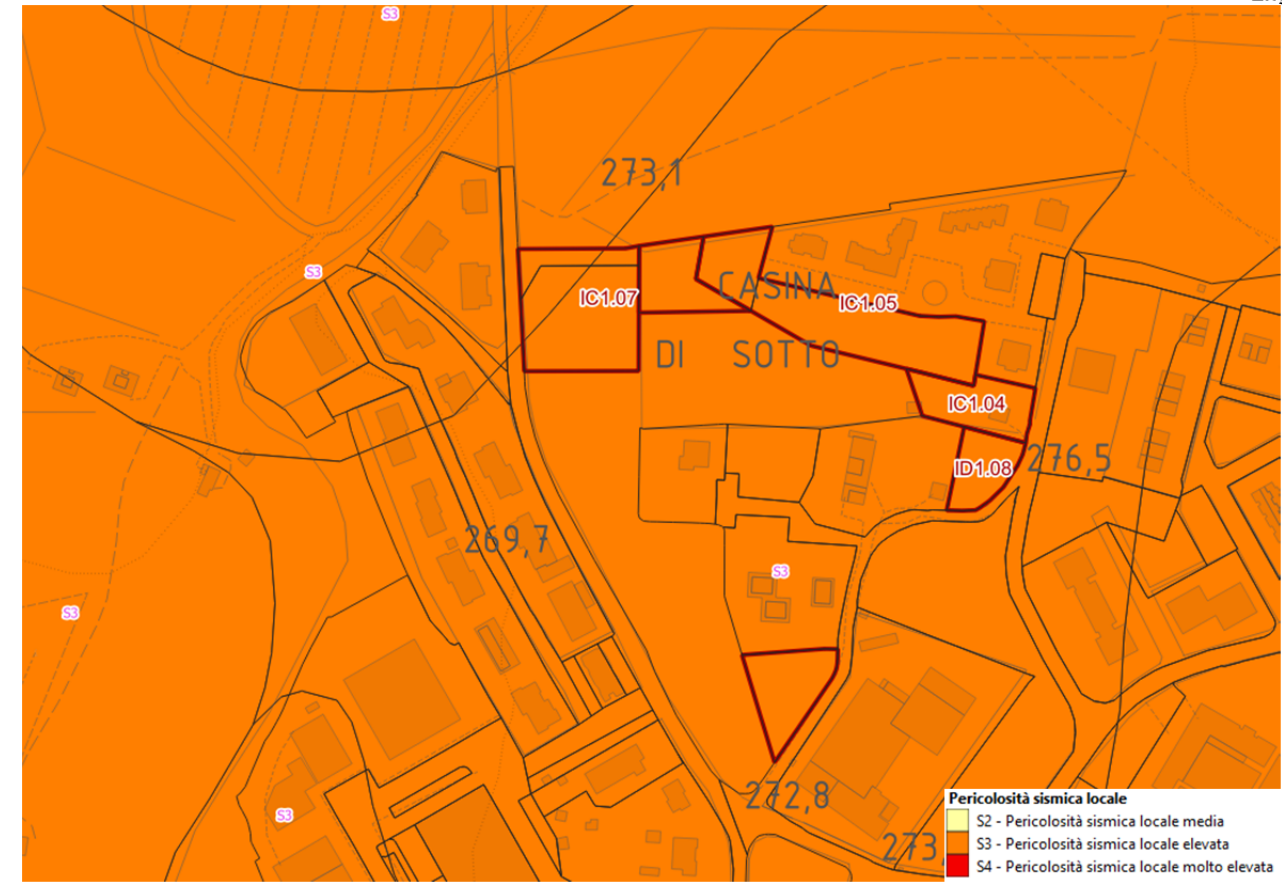 S3
273,1
S3
CASINA
IC1.07
IC1.05
DI SOTTO
IC1.04
ID1.08
276,5
269,7
S3
S3
272,8
S3
273,
Pericolosità sismica locale
S2 - Pericolosità sismica locale media
S3 - Pericolosità sismica locale elevata
S4 - Pericolosità sismica locale molto elevata